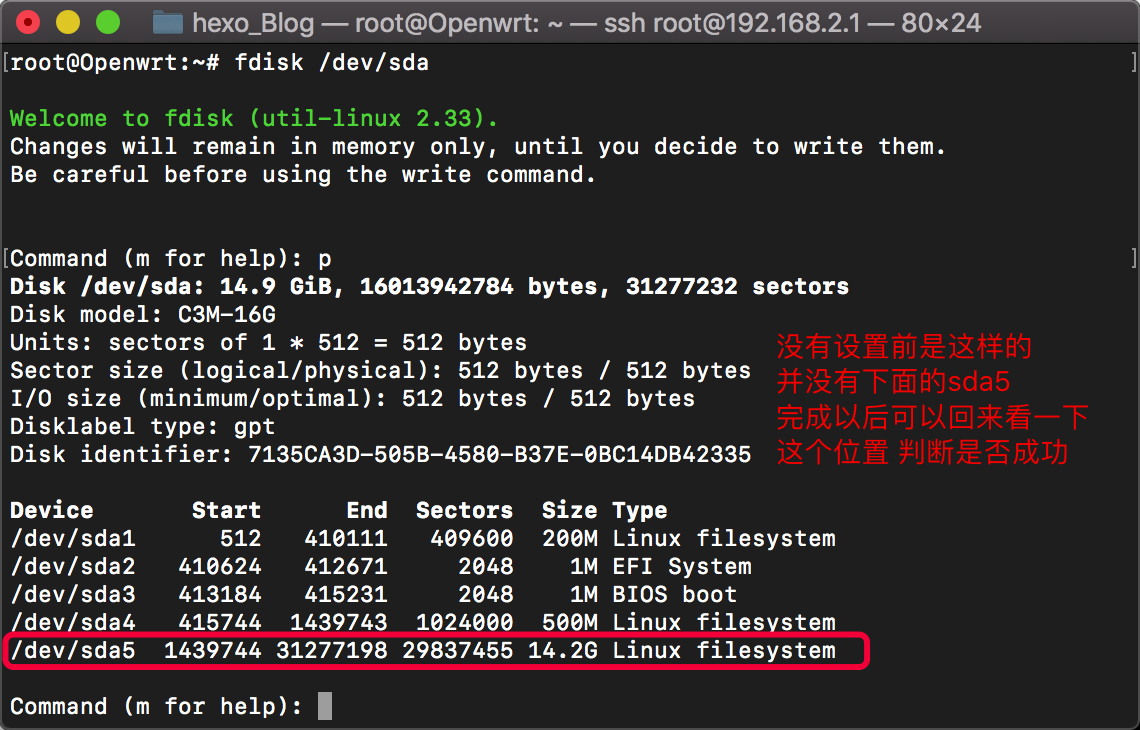 hexo_Blog — root@Openwrt: ~ — ssh root@192.168.2.1 — 80×24
[root@Openwrt:~# fdisk /dev/sda ]
Welcome to fdisk (util-linux 2.33).
Changes will remain in memory only, until you decide to write them.
Be careful before using the write command.
[Command (m for help): p ]
Disk /dev/sda: 14.9 GiB, 16013942784 bytes, 31277232 sectors
Disk model: C3M-16G
Units: sectors of 1 * 512 = 512 bytes
Sector size (logical/physical): 512 bytes / 512 bytes
I/O size (minimum/optimal): 512 bytes / 512 bytes
Disklabel type: gpt
Disk identifier: 7135CA3D-505B-4580-B37E-0BC14DB42335
没有设置前是这样的
并没有下面的sda5
完成以后可以回来看一下
这个位置 判断是否成功
Device Start End Sectors Size Type
/dev/sda1 512 410111 409600 200M Linux filesystem
/dev/sda2 410624 412671 2048 1M EFI System
/dev/sda3 413184 415231 2048 1M BIOS boot
/dev/sda4 415744 1439743 1024000 500M Linux filesystem
/dev/sda5 1439744 31277198 29837455 14.2G Linux filesystem
Command (m for help):